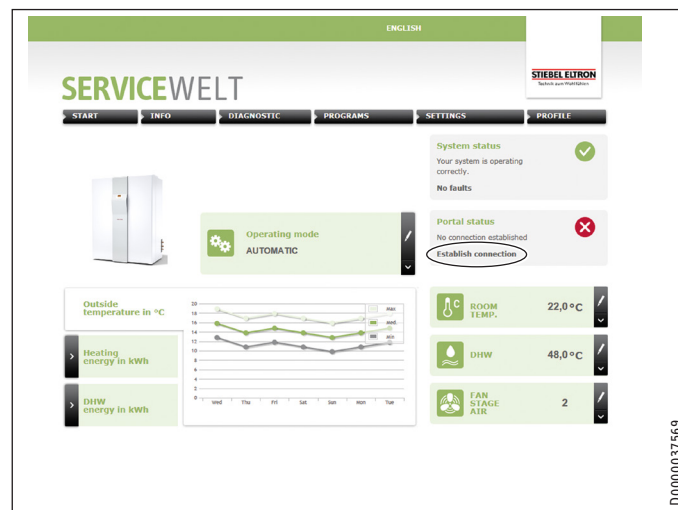 ENGLISH
STIEBEL ELTRON
Technik zum Wohlfühlen
SERVICEWELT
START INFO DIAGNOSTIC PROGRAMS SETTINGS PROFILE
System status
Your system is operating
correctly.
No faults
Operating mode
AUTOMATIC
Portal status
No connection established
Establish connection
Outside
temperature in °C
Heating
energy in kWh
DHW
energy in kWh
20
18
16
14
12
10
8
6
4
2
0
Wed Thu Fri Sat Sun Mon Tue
Max
Med
Min
°C
ROOM
TEMP.
22,0 °C
DHW
48,0 °C
FAN
STAGE
AIR
2
D0000037569